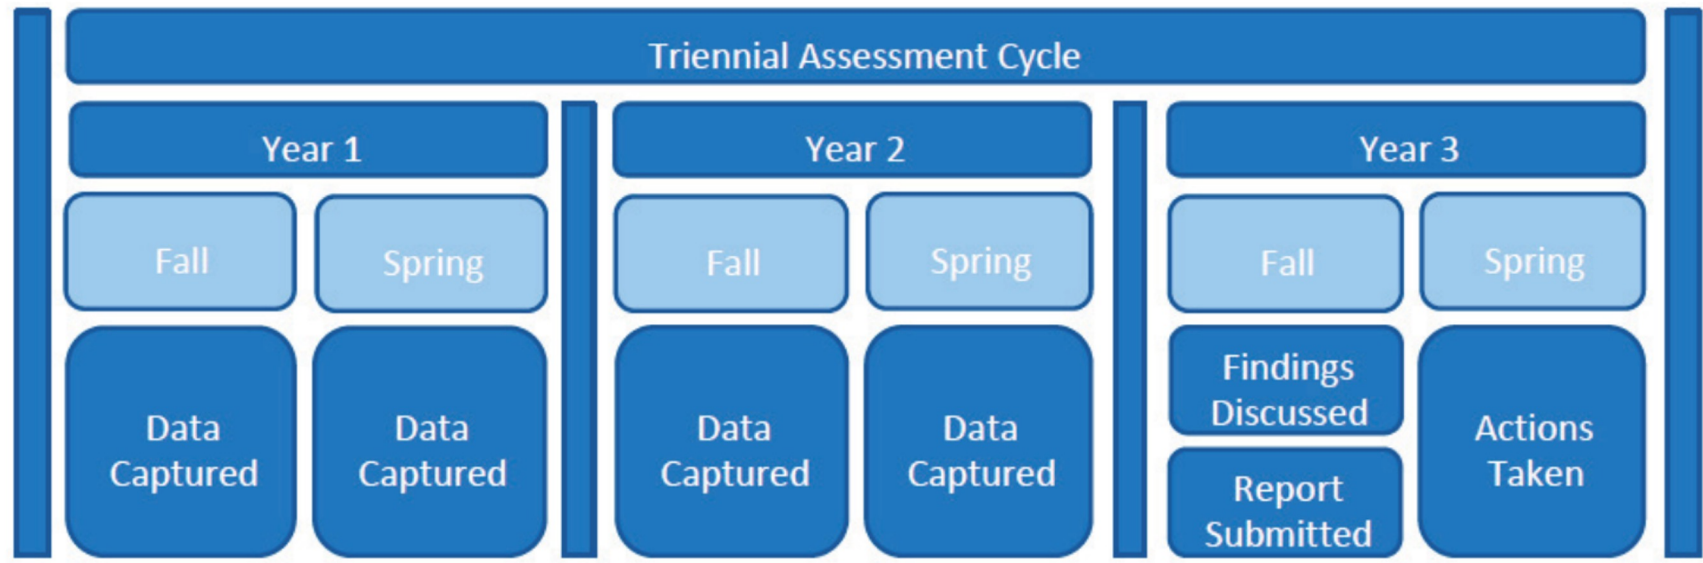 Triennial Assessment Cycle
Year 1
Year 2
Year 3
Fall
Spring
Fall
Spring
Fall
Spring
Data
Captured
Data
Captured
Data
Captured
Data
Captured
Findings
Discussed
Report
Submitted
Actions
Taken